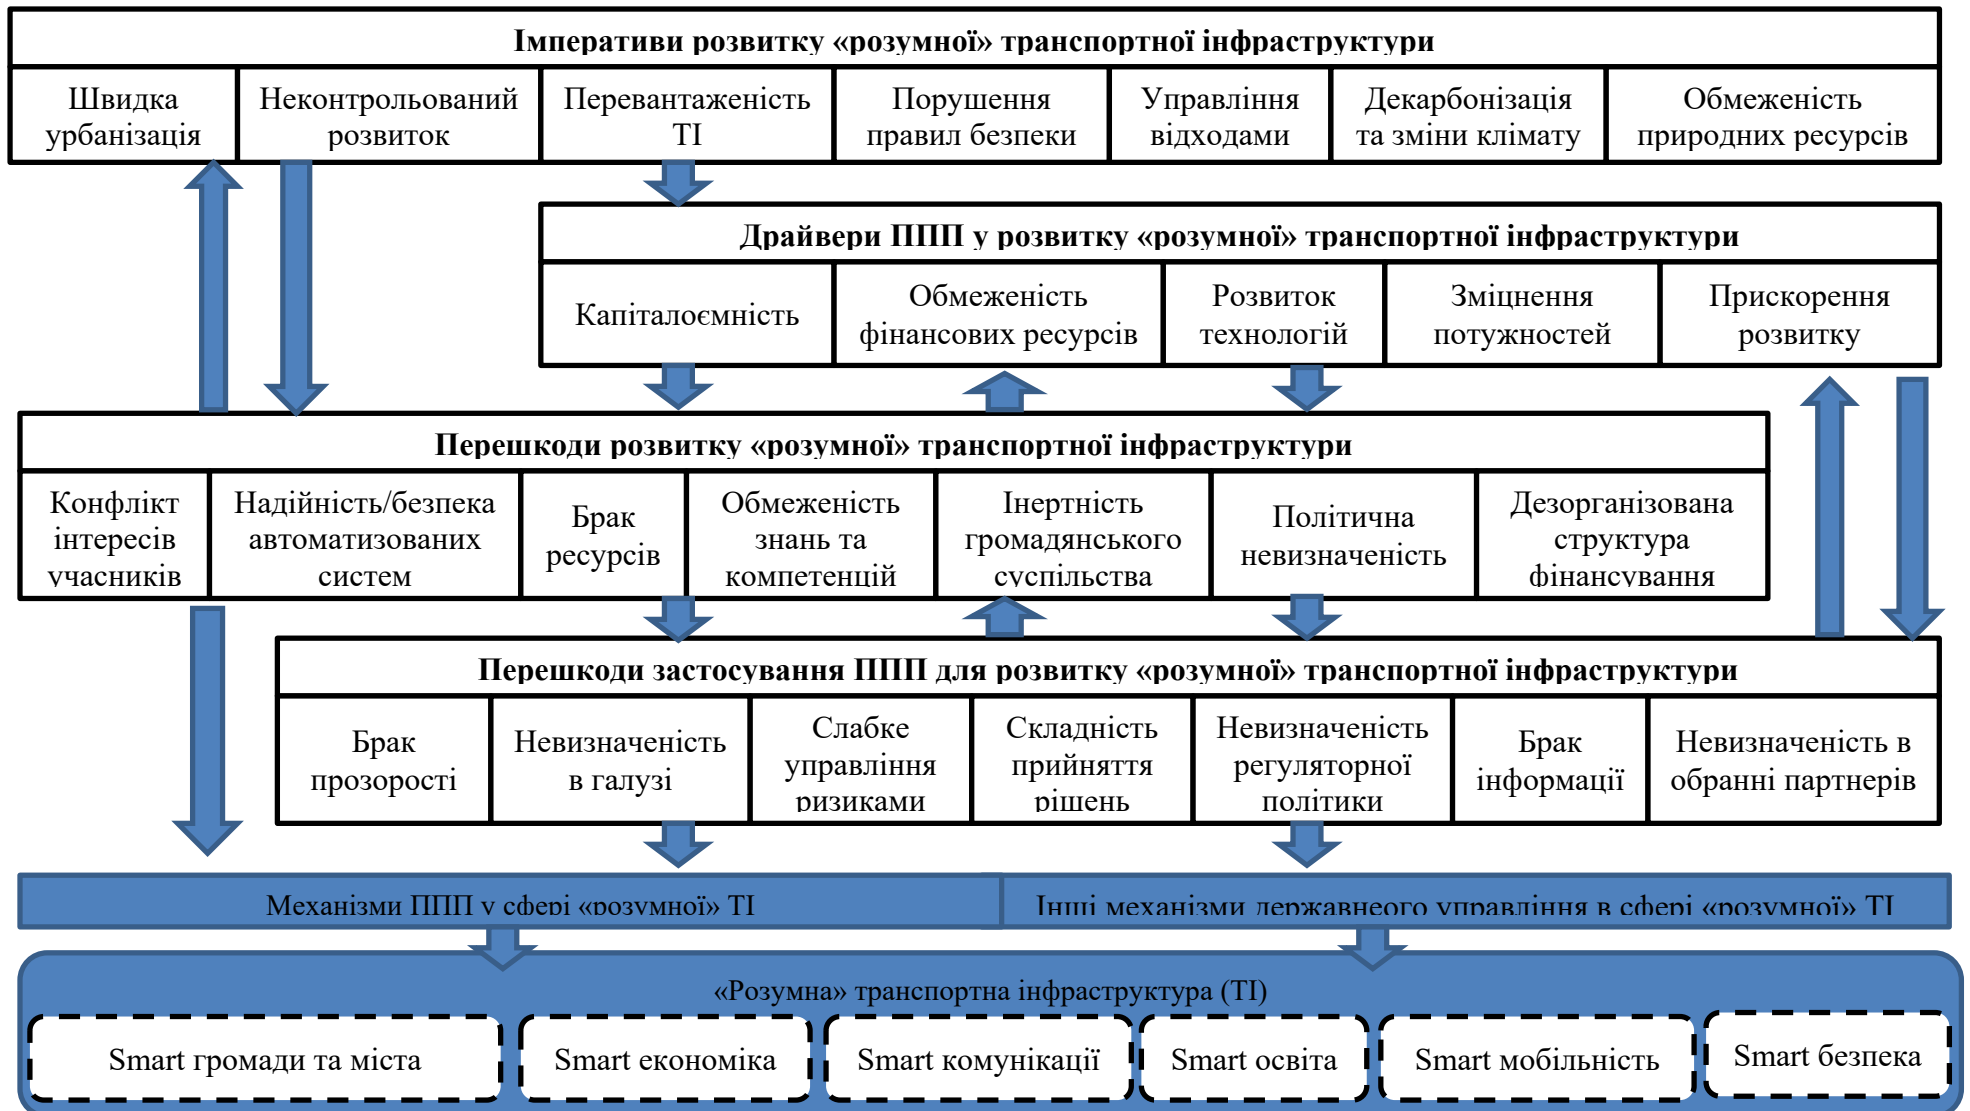 Імперативи розвитку «розумної» транспортної інфраструктури
Швидка
урбанізація
Неконтрольований
розвиток
Перевантаженість
ТІ
Порушення
правил безпеки
Управління
відходами
Декарбонізація
та зміни клімату
Обмеженість
природних ресурсів
Драйвери ППП у розвитку «розумної» транспортної інфраструктури
Капіталоємність
Обмеженість
фінансових ресурсів
Розвиток
технологій
Зміцнення
потужностей
Прискорення
розвитку
Перешкоди розвитку «розумної» транспортної інфраструктури
Конфлікт
інтересів
учасників
Надійність/безпека
автоматизованих
систем
Брак
ресурсів
Обмеженість
знань та
компетенцій
Інертність
громадянського
суспільства
Політична
невизначеність
Дезорганізована
структура
фінансування
Перешкоди застосування ППП для розвитку «розумної» транспортної інфраструктури
Брак
прозорості
Невизначеність
в галузі
Слабке
управління
ризиками
Складність
прийняття
рішень
Невизначеність
регуляторної
політики
Брак
інформації
Невизначеність в
обранні партнерів
Механізми ППП у сфері «розумної» ТІ
Інші механізми державнеого управління в сфері «розумної» ТІ
«Розумна» транспортна інфраструктура (ТІ)
Smart громади та міста
Smart економіка
Smart комунікації
Smart освіта
Smart мобільність
Smart безпека